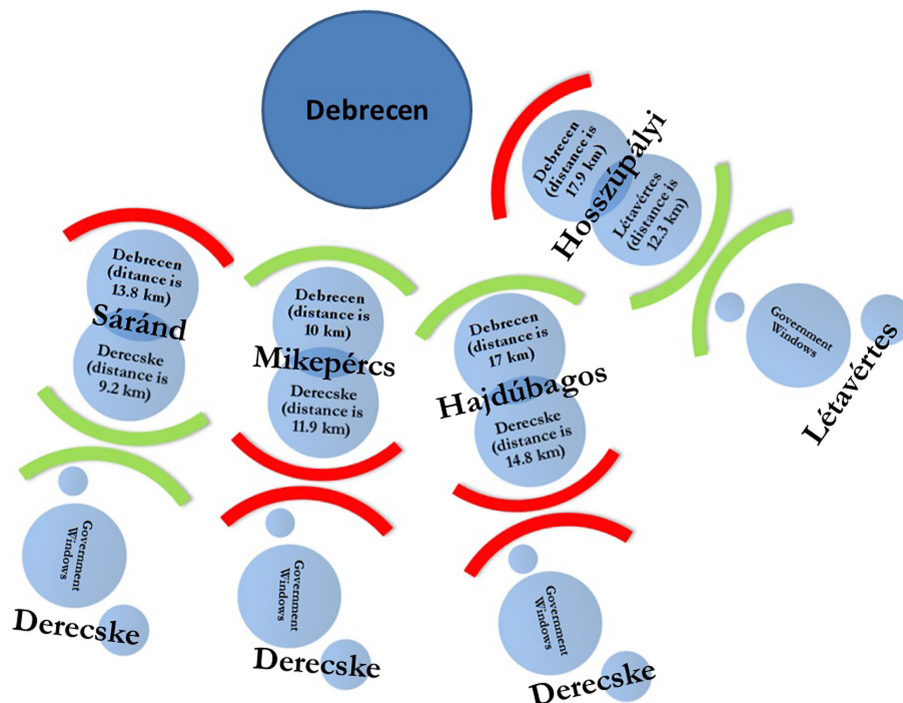 Debrecen
Debrecen
(distance is
17.9 km)
Hosszúpályi
Létavértes
(distance is
12.3 km)
Debrecen
(ditance is
13.8 km)
Sáránd
Derecske
(distance is
9.2 km)
Debrecen
(distance is
10 km)
Mikepércs
Derecske
(distance is
11.9 km)
Debrecen
(distance is
17 km)
Hajdúbagos
Derecske
(distance is
14.8 km)
Government
Windows
Létavértes
Government
Windows
Derecske
Government
Windows
Derecske
Government
Windows
Derecske